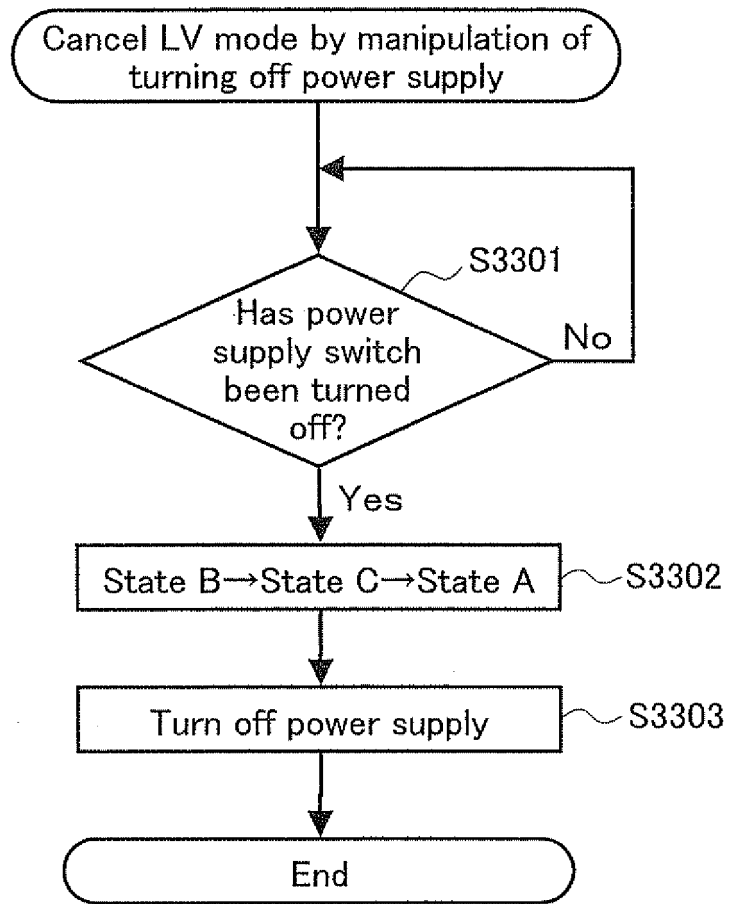 Cancel LV mode by manipulation of
turning off power supply
S3301
Has power
supply switch
been turned
off?
No
Yes
State B→State C→State A
S3302
Turn off power supply
S3303
End